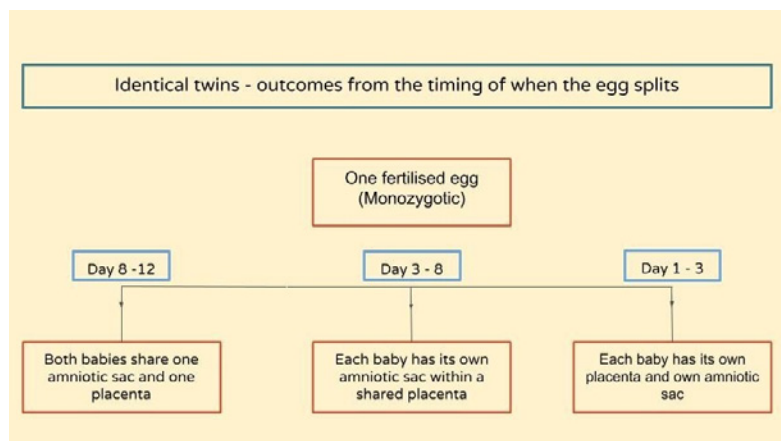 Identical twins - outcomes from the timing of when the egg splits
One fertilised egg
(Monozygotic)
Day 8 -12
Day 3 - 8
Day 1 - 3
Both babies share one
amniotic sac and one
placenta
Each baby has its own
amniotic sac within a
shared placenta
Each baby has its own
placenta and own amniotic
sac